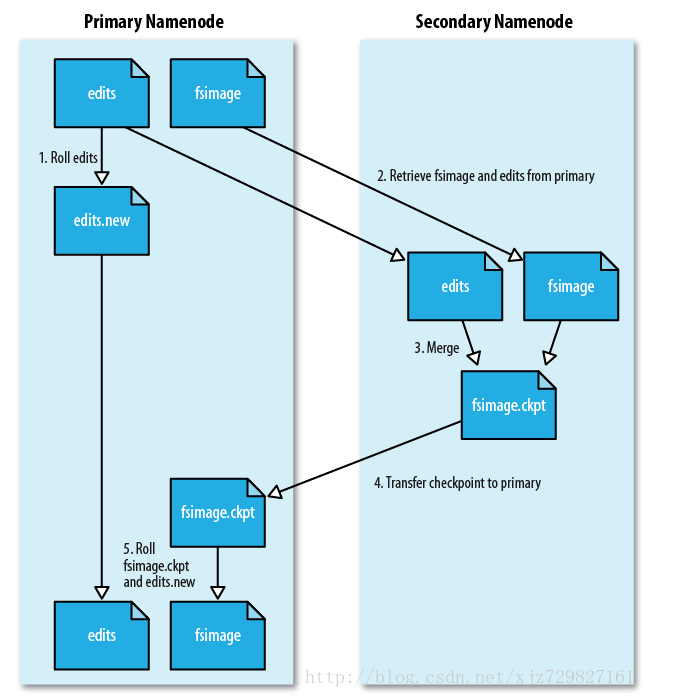 Primary Namenode
Secondary Namenode
edits
fsimage
1. Roll edits
2. Retrieve fsimage and edits from primary
edits.new
edits
fsimage
3. Merge
fsimage.ckpt
4. Transfer checkpoint to primary
fsimage.ckpt
5. Roll
fsimage.ckpt
and edits.new
edits
fsimage
http://blog.csdn.net/xjz729827161